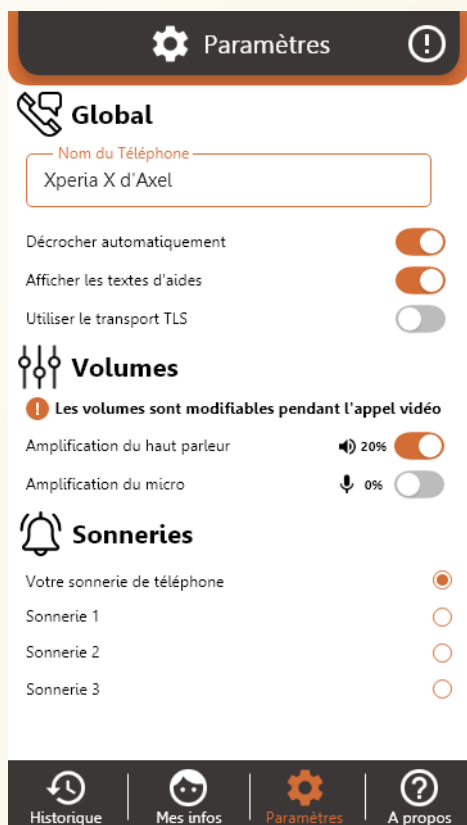 Paramètres
Global
Nom du Téléphone
Xperia X d'Axel
Décrocher automatiquement
Afficher les textes d'aides
Utiliser le transport TLS
Volumes
Les volumes sont modifiables pendant l'appel vidéo
Amplification du haut parleur 20%
Amplification du micro 0%
Sonneries
Votre sonnerie de téléphone
Sonnerie 1
Sonnerie 2
Sonnerie 3
Historique Mes infos Paramètres A propos